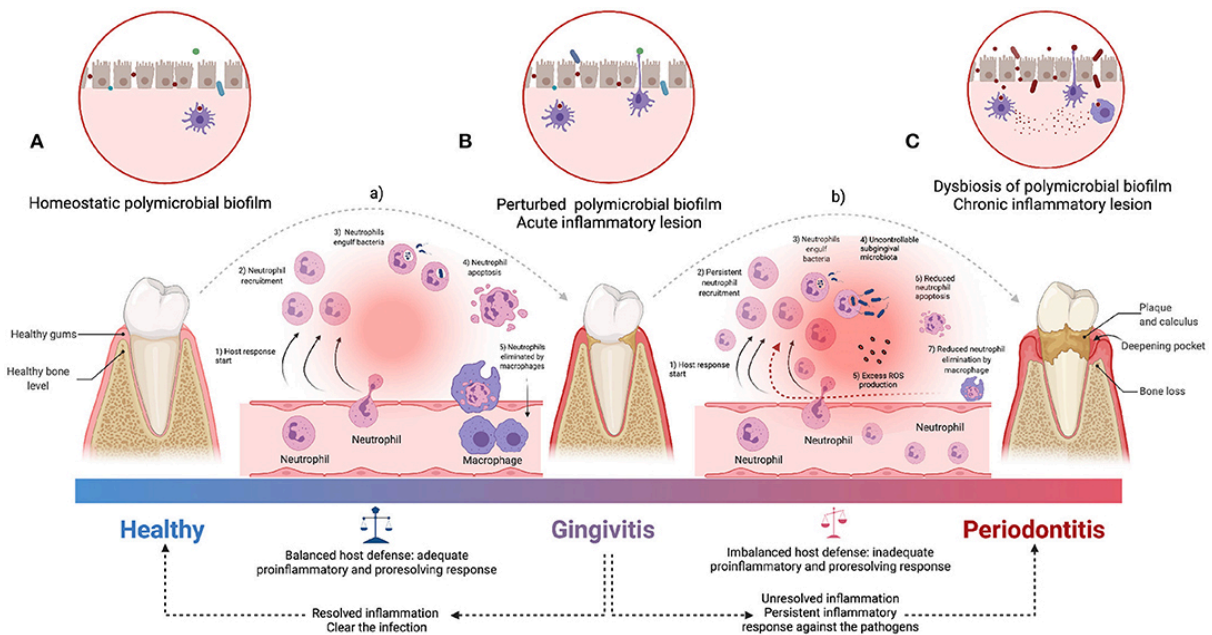 A
B
C
Homeostatic polymicrobial biofilm
Perturbed polymicrobial biofilm
Acute inflammatory lesion
Dysbiosis of polymicrobial biofilm
Chronic inflammatory lesion
a)
3) Neutrophils
engulf bacteria
2) Neutrophil
recruitment
4) Neutrophil
apoptosis
1) Host response
start
5) Neutrophils
eliminated by
macrophages
Healthy gums
Healthy bone
level
Neutrophil
Neutrophil
Macrophage
b)
3) Neutrophils
engulf
bacteria
4) Uncontrollable
subgingival
microbiota
2) Persistent
neutrophil
recruitment
6) Reduced
neutrophil
apoptosis
1) Host response
start
5) Excess ROS
production
7) Reduced neutrophil
elimination by
macrophage
Neutrophil
Neutrophil
Neutrophil
Plaque
and calculus
Deepening pocket
Bone loss
Healthy
Gingivitis
Periodontitis
Balanced host defense: adequate
proinflammatory and proresolving response
Imbalanced host defense: inadequate
proinflammatory and proresolving response
Resolved inflammation
Clear the infection
Unresolved inflammation
Persistent inflammatory
response against the pathogens